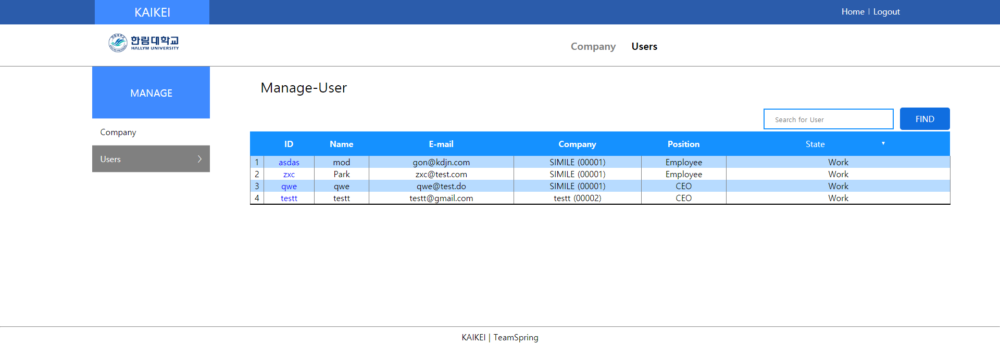 KAIKEI
Home | Logout
한림대학교
HALLYM UNIVERSITY
Company Users
MANAGE
Company
Users
Manage-User
Search for User FIND
ID Name E-mail Company Position State ▼
1 asdas mod gon@kdjn.com SIMILE (00001) Employee Work
2 zxc Park zxc@test.com SIMILE (00001) Employee Work
3 qwe qwe qwe@test.do SIMILE (00001) CEO Work
4 testt testt testt@gmail.com testt (00002) CEO Work
KAIKEI | TeamSpring